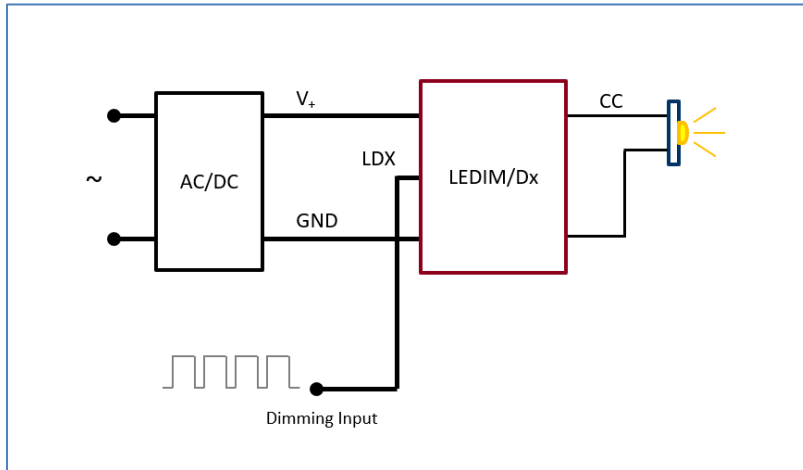 V+
CC
LDX
~
AC/DC
LEDIM/Dx
GND
Dimming Input